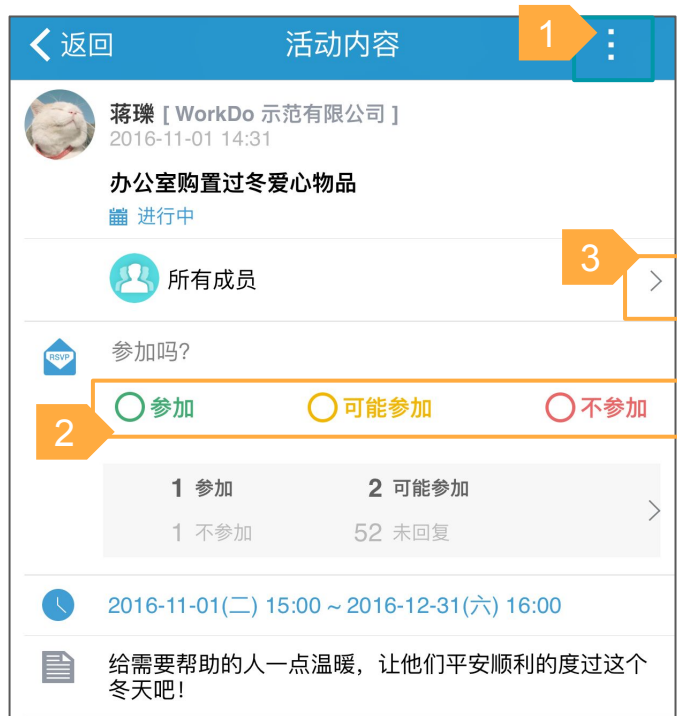 返回
活动内容
1
蒋瓅 [ WorkDo 示范有限公司 ]
2016-11-01 14:31
办公室购置过冬爱心物品
进行中
3
所有成员
RSVP
参加吗?
2
参加 可能参加 不参加
1 参加 2 可能参加
1 不参加 52 未回复
2016-11-01(二) 15:00 ~ 2016-12-31(六) 16:00
给需要帮助的人一点温暖，让他们平安顺利的度过这个
冬天吧！